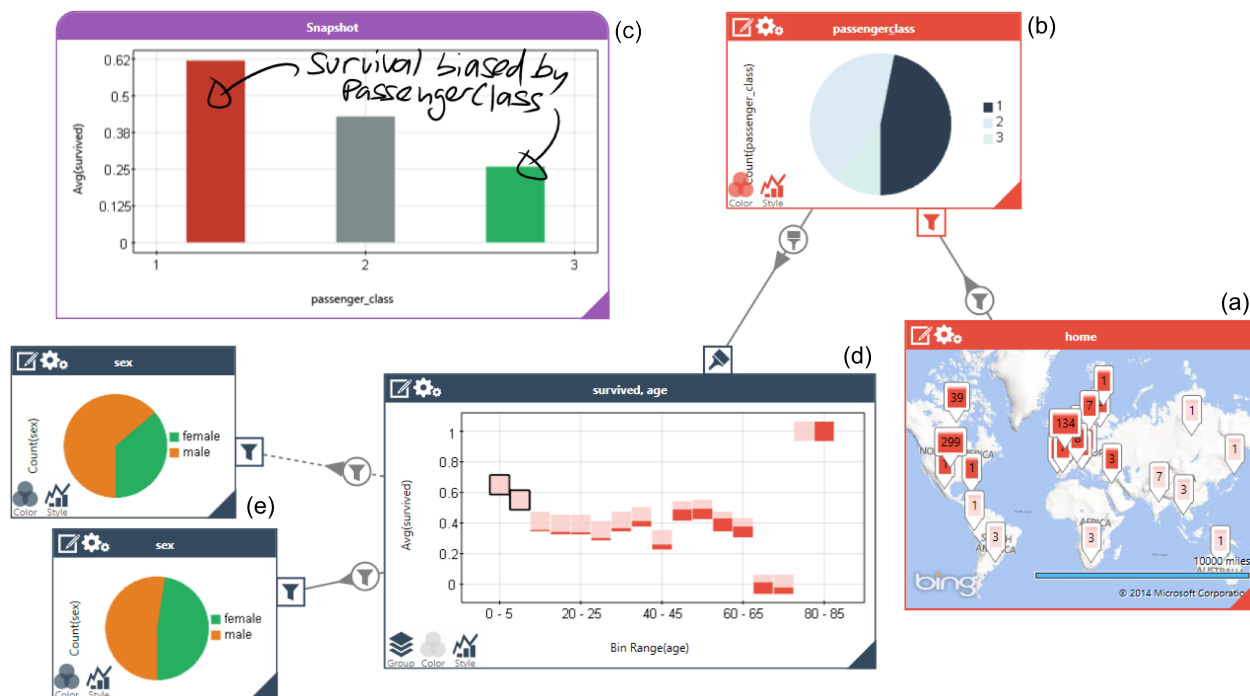 Snapshot
(c)
0.62
0.5
0.38
0.25
0.125
0
Avg(survived)
1
2
3
passenger_class
Survival biased by
PassengerClass
passengerclass
(b)
Count(passenger_class)
1
2
3
Color
Style
(a)
home
39
299
1
1
1
3
134
7
1
3
3
1
7
3
1
1
AFRICA
bing
10000 miles
© 2014 Microsoft Corporation
sex
Count(sex)
female
male
Color
Style
(e)
sex
Count(sex)
female
male
Color
Style
(d)
survived, age
1
0.8
0.6
0.4
0.2
0
Avg(survived)
0 - 5
20 - 25
40 - 45
60 - 65
80 - 85
Bin Range(age)
Group
Color
Style